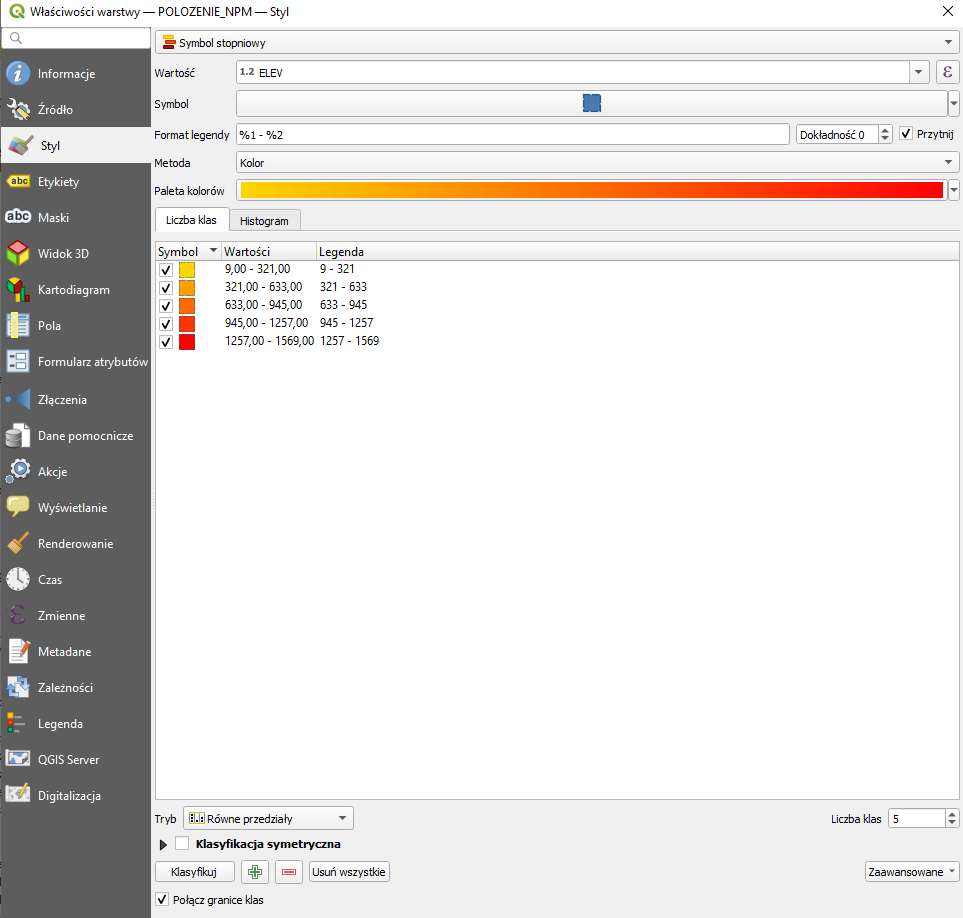 Właściwości warstwy — POLOZENIE_NPM — Styl
Informacje
Źródło
Styl
Etykiety
Maski
Widok 3D
Kartodiagram
Pola
Formularz atrybutów
Złączenia
Dane pomocnicze
Akcje
Wyświetlanie
Renderowanie
Czas
Zmienne
Metadane
Zależności
Legenda
QGIS Server
Digitalizacja
Symbol stopniowy
Wartość 1.2 ELEV ε
Symbol
Format legendy %1 - %2 Dokładność 0 Przytnij
Metoda Kolor
Paleta kolorów
Liczba klas Histogram
Symbol Wartości Legenda
9,00 - 321,00 9 - 321
321,00 - 633,00 321 - 633
633,00 - 945,00 633 - 945
945,00 - 1257,00 945 - 1257
1257,00 - 1569,00 1257 - 1569
Tryb Równe przedziały Liczba klas 5
Klasyfikacja symetryczna
Klasyfikuj Usuń wszystkie Zaawansowane
Połącz granice klas